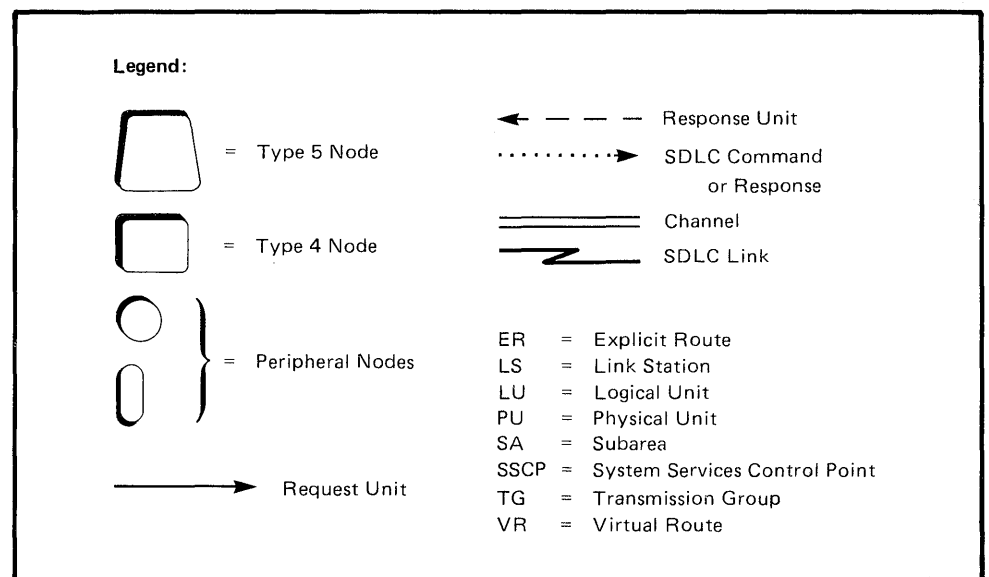 Legend:
= Type 5 Node
= Type 4 Node
= Peripheral Nodes
Request Unit
Response Unit
SDLC Command
or Response
Channel
SDLC Link
ER = Explicit Route
LS = Link Station
LU = Logical Unit
PU = Physical Unit
SA = Subarea
SSCP = System Services Control Point
TG = Transmission Group
VR = Virtual Route